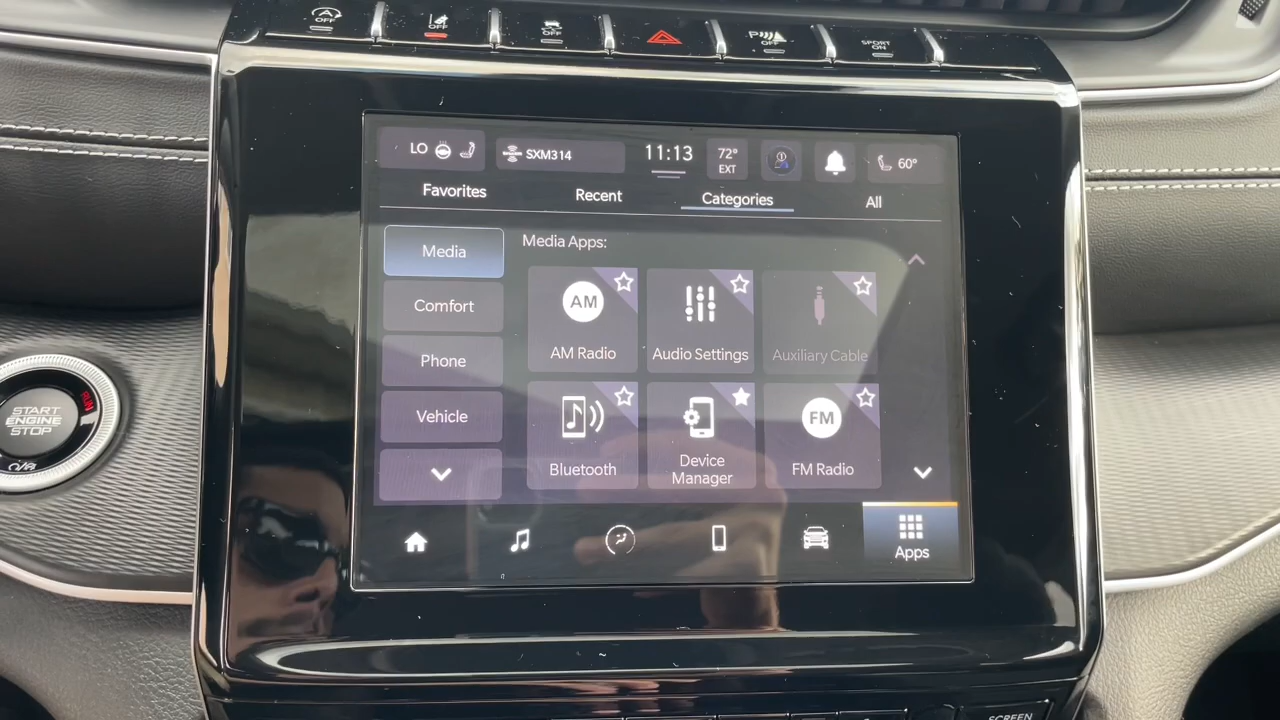 OFF
OFF
OFF
P OFF
SPORT
ON
LO
SXM314
11:13
72°
EXT
60°
Favorites
Recent
Categories
All
Media
Comfort
Phone
Vehicle
Media Apps:
AM
AM Radio
Audio Settings
Auxiliary Cable
Bluetooth
Device
Manager
FM
FM Radio
Apps
START
ENGINE
STOP
RUN
SCREEN